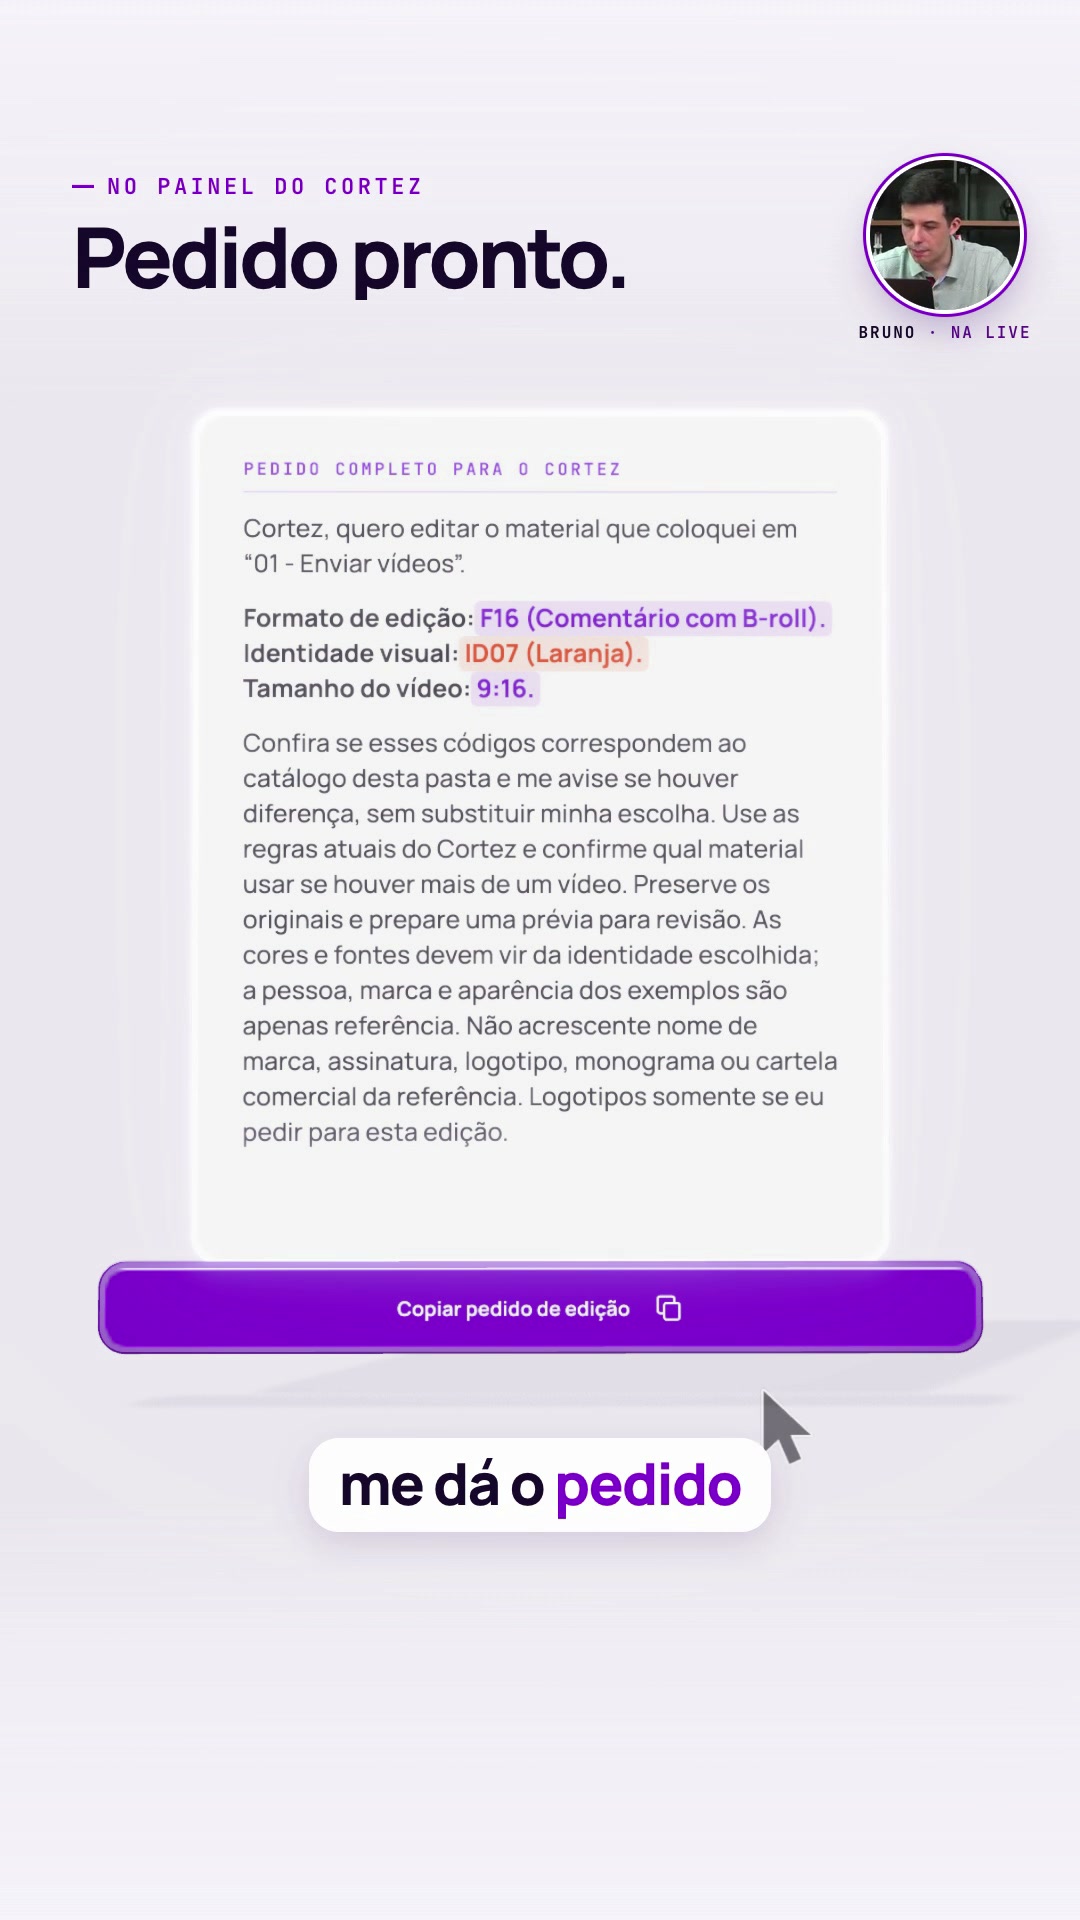 NO PAINEL DO CORTEZ
Pedido pronto.
BRUNO · NA LIVE
PEDIDO COMPLETO PARA O CORTEZ
Cortez, quero editar o material que coloquei em
“01 - Enviar vídeos”.
Formato de edição: F16 (Comentário com B-roll).
Identidade visual: ID07 (Laranja).
Tamanho do vídeo: 9:16.
Confira se esses códigos correspondem ao
catálogo desta pasta e me avise se houver
diferença, sem substituir minha escolha. Use as
regras atuais do Cortez e confirme qual material
usar se houver mais de um vídeo. Preserve os
originais e prepare uma prévia para revisão. As
cores e fontes devem vir da identidade escolhida;
a pessoa, marca e aparência dos exemplos são
apenas referência. Não acrescente nome de
marca, assinatura, logotipo, monograma ou cartela
comercial da referência. Logotipos somente se eu
pedir para esta edição.
Copiar pedido de edição
me dá o pedido